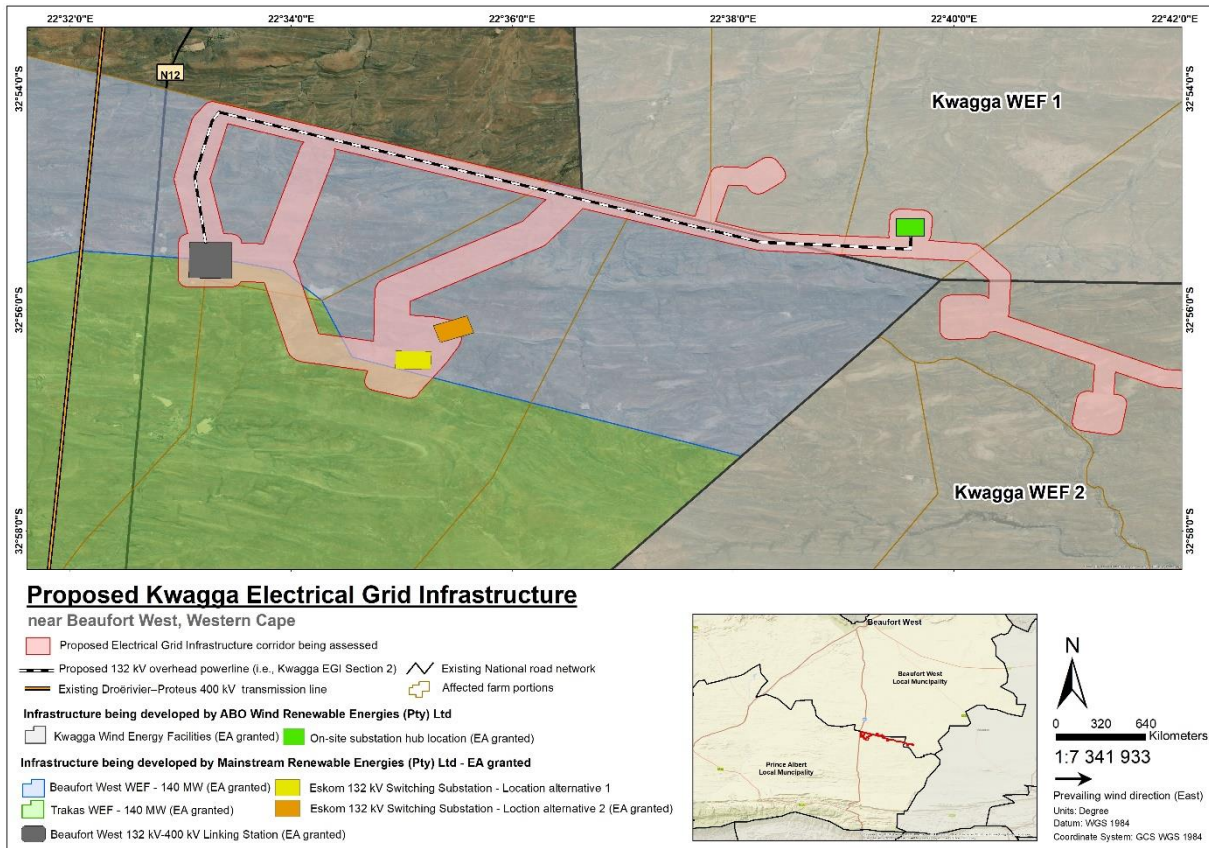 22°32'0"E 22°34'0"E 22°36'0"E 22°38'0"E 22°40'0"E 22°42'0"E
32°54'0"S
32°54'0"S
N12
Kwagga WEF 1
32°56'0"S
32°56'0"S
Kwagga WEF 2
32°58'0"S
32°58'0"S
Proposed Kwagga Electrical Grid Infrastructure
near Beaufort West, Western Cape
Proposed Electrical Grid Infrastructure corridor being assessed
Proposed 132 kV overhead powerline (i.e., Kwagga EGI Section 2)
Existing National road network
Existing Droërivier–Proteus 400 kV transmission line
Affected farm portions
Infrastructure being developed by ABO Wind Renewable Energies (Pty) Ltd
Kwagga Wind Energy Facilities (EA granted)
On-site substation hub location (EA granted)
Infrastructure being developed by Mainstream Renewable Energies (Pty) Ltd - EA granted
Beaufort West WEF - 140 MW (EA granted)
Eskom 132 kV Switching Substation - Location alternative 1
Trakas WEF - 140 MW (EA granted)
Eskom 132 kV Switching Substation - Loction alternative 2 (EA granted)
Beaufort West 132 kV-400 kV Linking Station (EA granted)
Beaufort West
Beaufort West
Local Muncipality
Prince Albert
Local Municipality
N
0 320 640
Kilometers
1:7 341 933
Prevailing wind direction (East)
Units: Degree
Datum: WGS 1984
Coordinate System: GCS WGS 1984